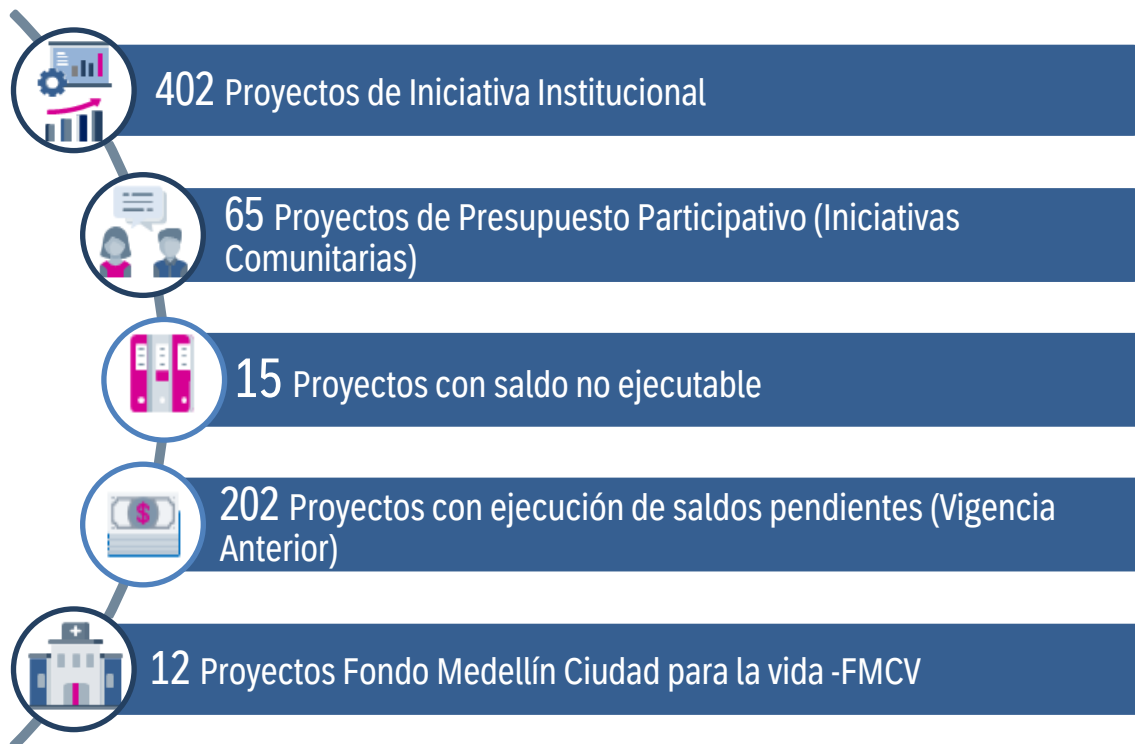 402 Proyectos de Iniciativa Institucional
65 Proyectos de Presupuesto Participativo (Iniciativas
Comunitarias)
15 Proyectos con saldo no ejecutable
202 Proyectos con ejecución de saldos pendientes (Vigencia
Anterior)
$
12 Proyectos Fondo Medellín Ciudad para la vida -FMCV